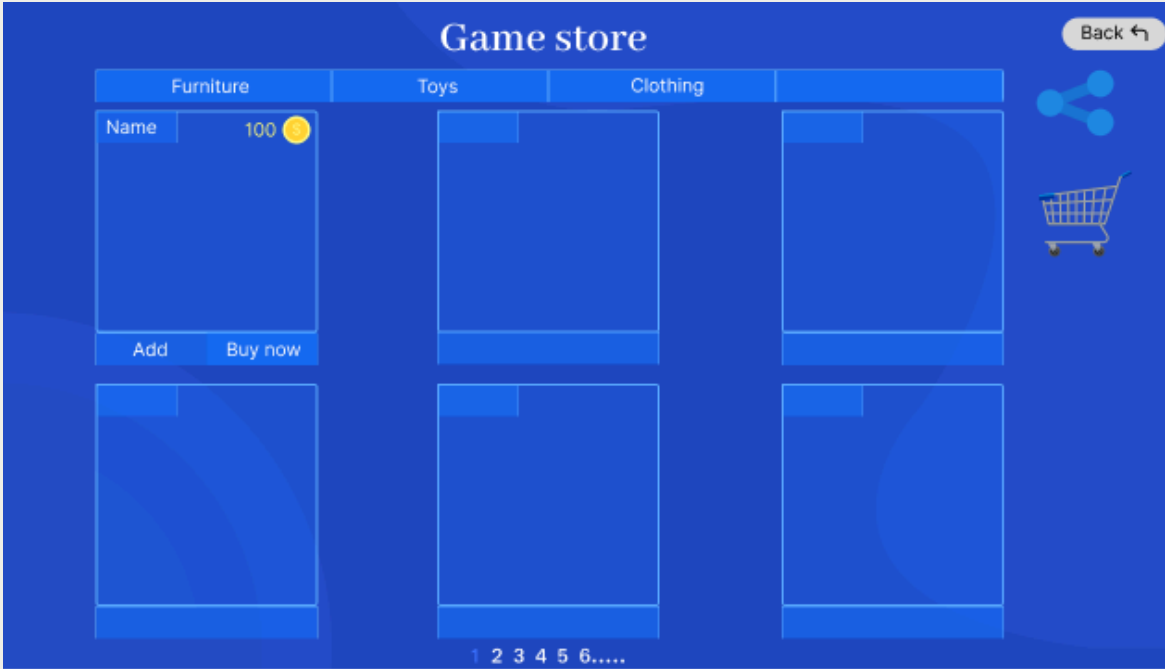 Game store
Back
Furniture Toys Clothing
Name 100 S
Add Buy now
1 2 3 4 5 6.....